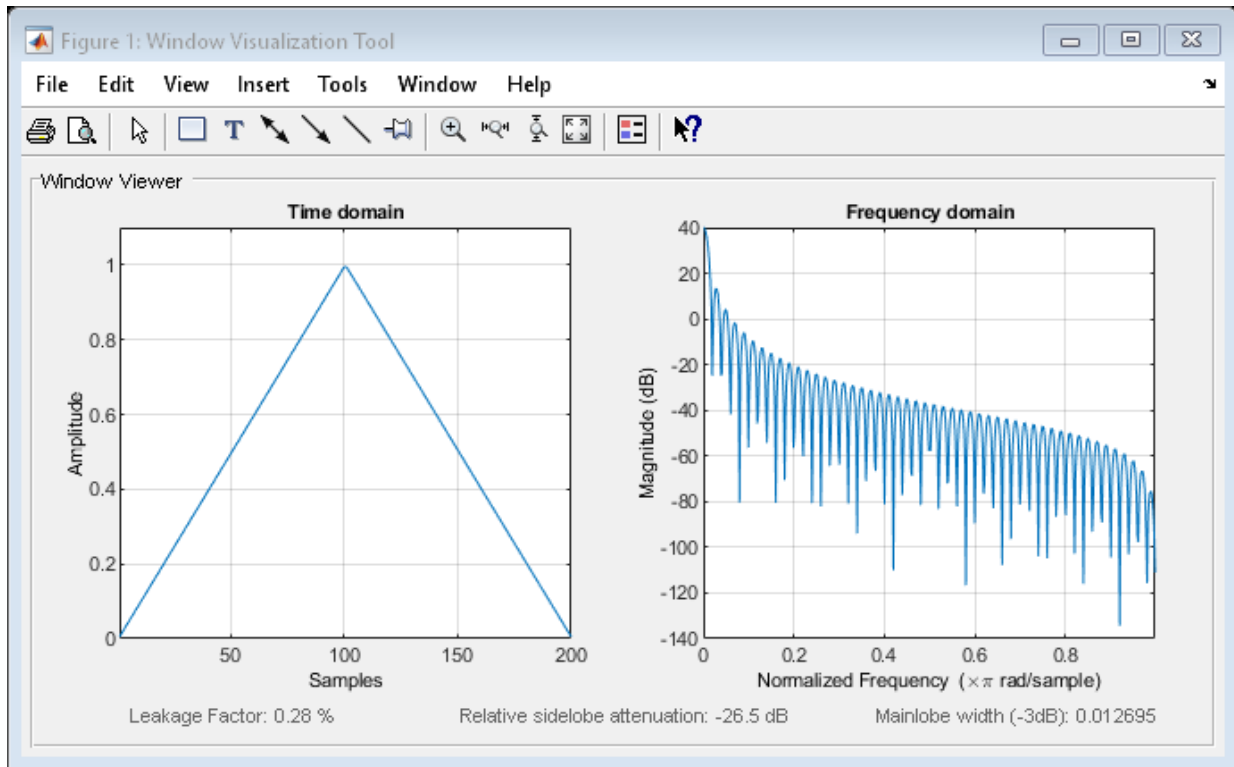 Figure 1: Window Visualization Tool
File Edit View Insert Tools Window Help
T ?
Window Viewer
Time domain
1
0.8
0.6
0.4
0.2
0
Amplitude
50 100 150 200
Samples
Frequency domain
40
20
0
-20
-40
-60
-80
-100
-120
-140
Magnitude (dB)
0 0.2 0.4 0.6 0.8
Normalized Frequency (×π rad/sample)
Leakage Factor: 0.28 % Relative sidelobe attenuation: -26.5 dB Mainlobe width (-3dB): 0.012695